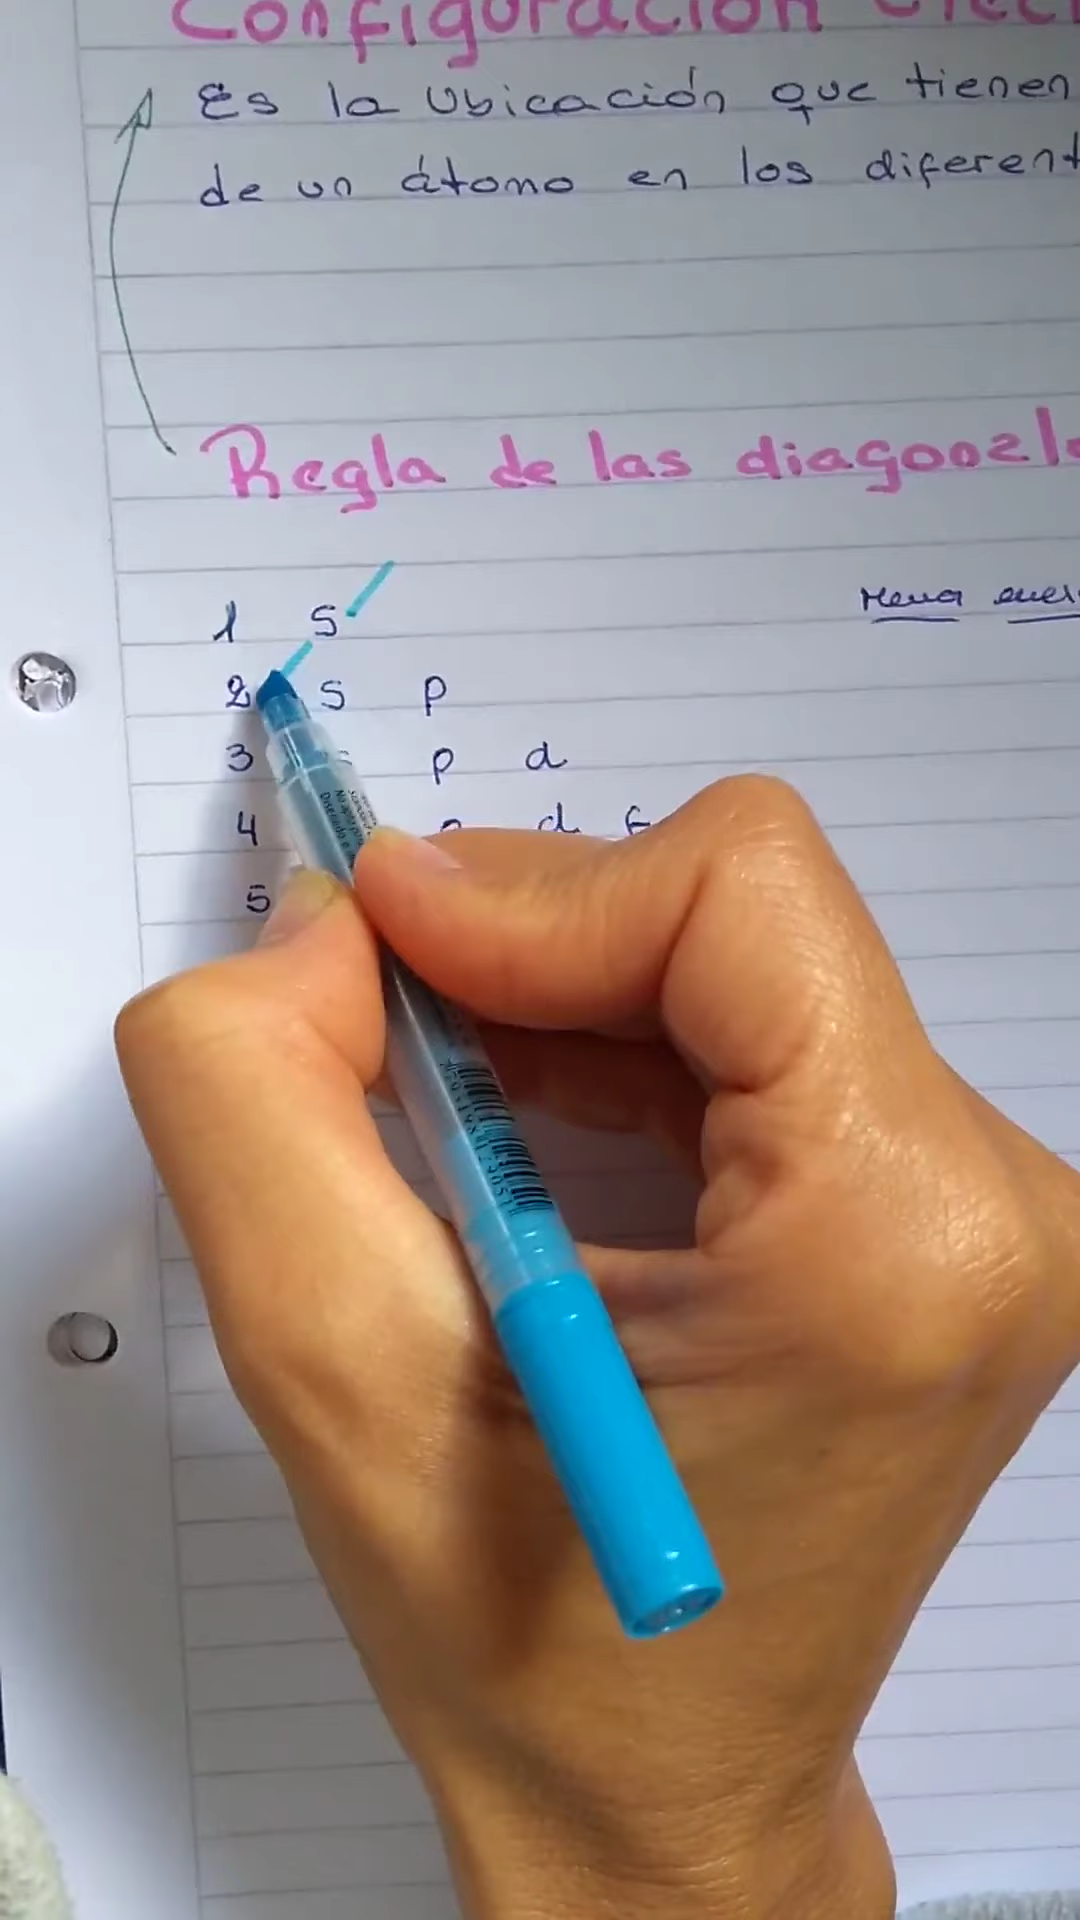 Configuración
Es la Ubicación que tienen
de un átomo en los diferent
Regla de las
1 S
2 S P
3 P d
4 d F
5